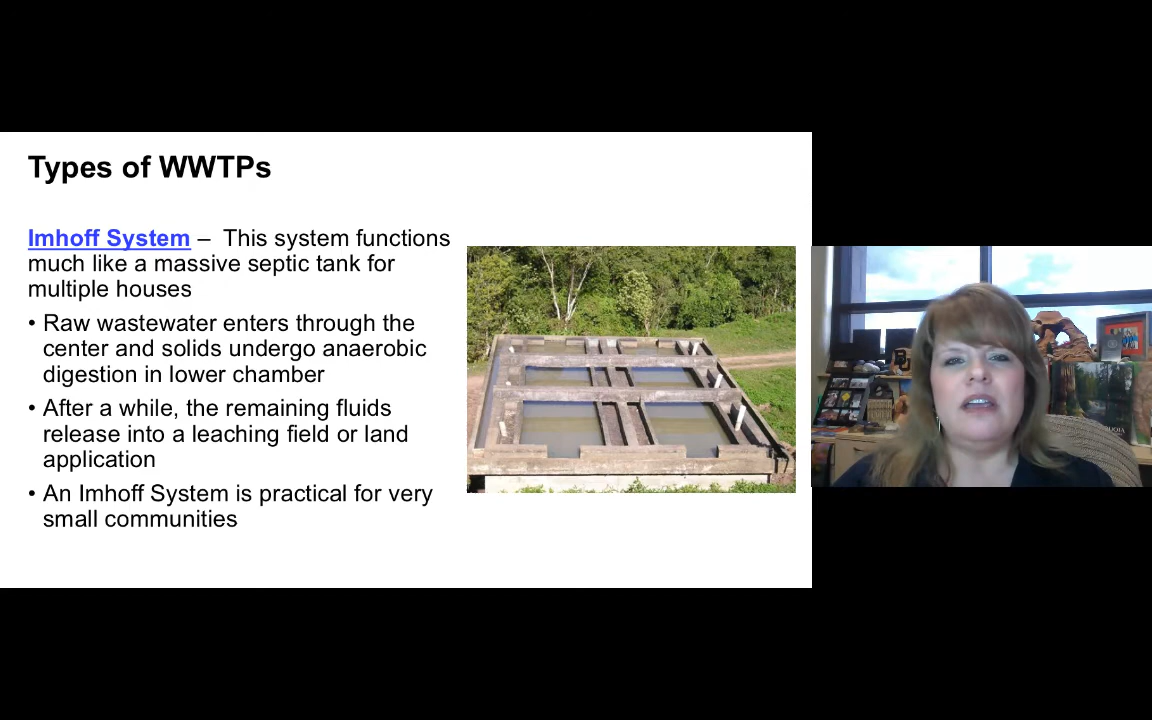 Types of WWTPs
Imhoff System – This system functions
much like a massive septic tank for
multiple houses
• Raw wastewater enters through the
center and solids undergo anaerobic
digestion in lower chamber
• After a while, the remaining fluids
release into a leaching field or land
application
• An Imhoff System is practical for very
small communities